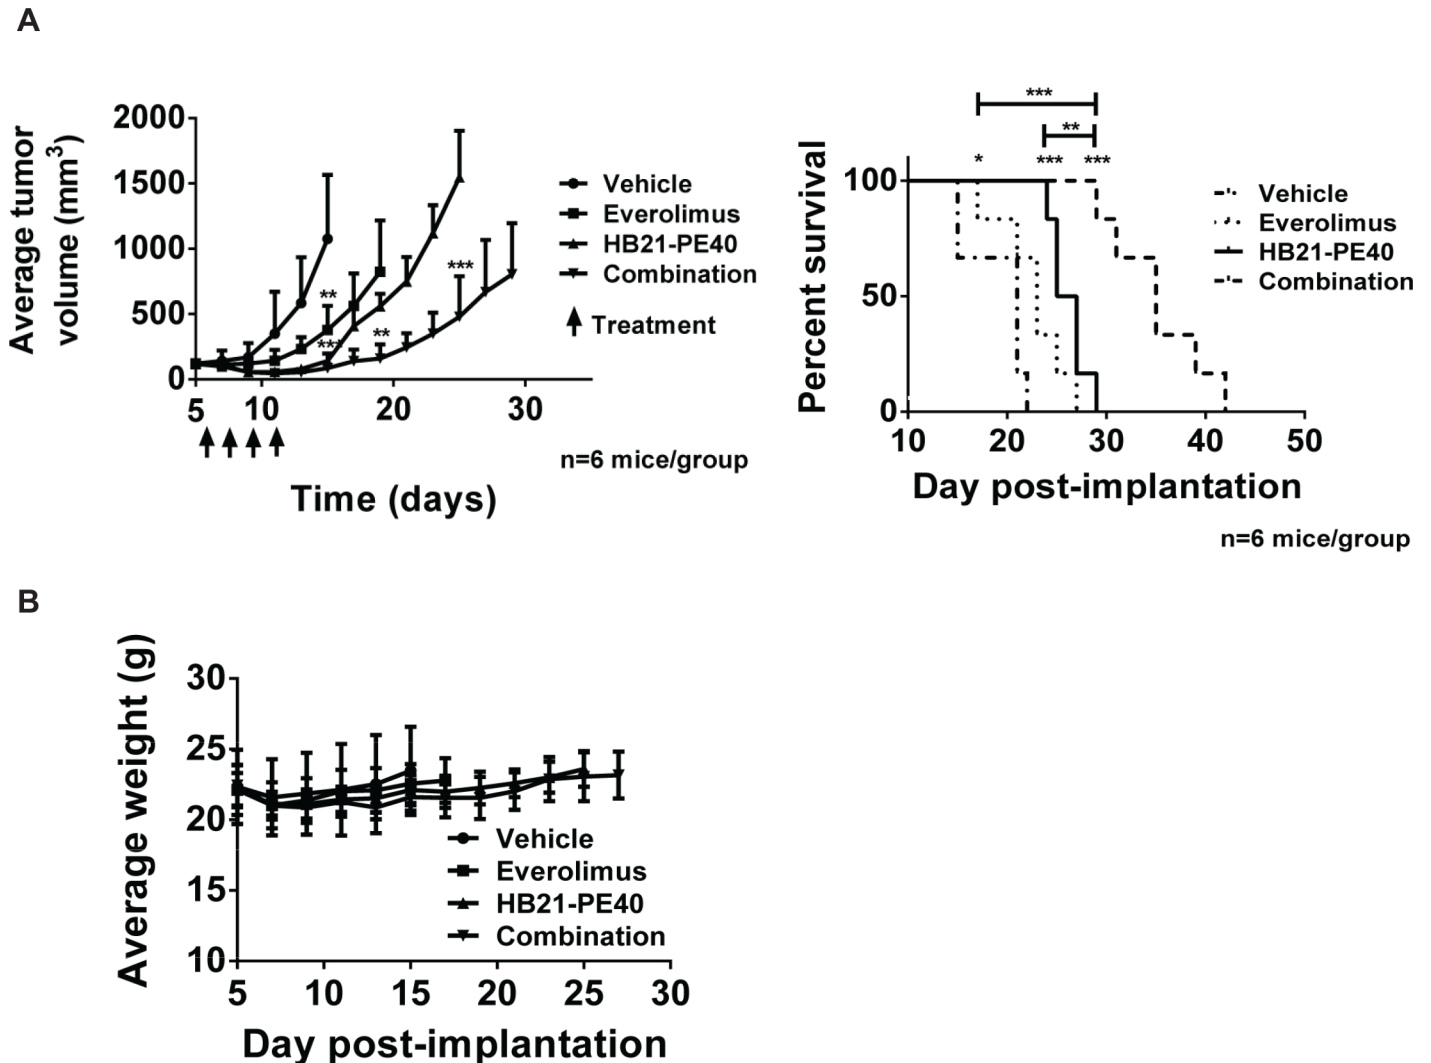 A
Average tumor
volume (mm³)
2000
1500
1000
500
0
5 10 20 30
Time (days)
**
***
**
***
Vehicle
Everolimus
HB21-PE40
Combination
Treatment
n=6 mice/group
***
**
* *** ***
Percent survival
100
50
0
10 20 30 40 50
Day post-implantation
Vehicle
Everolimus
HB21-PE40
Combination
n=6 mice/group
B
Average weight (g)
30
25
20
15
10
5 10 15 20 25 30
Day post-implantation
Vehicle
Everolimus
HB21-PE40
Combination